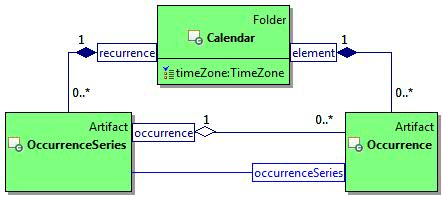 Folder
Calendar
timeZone:TimeZone
1
recurrence
element
1
0..*
0..*
Artifact
OccurrenceSeries
occurrence
1
0..*
Artifact
Occurrence
occurrenceSeries